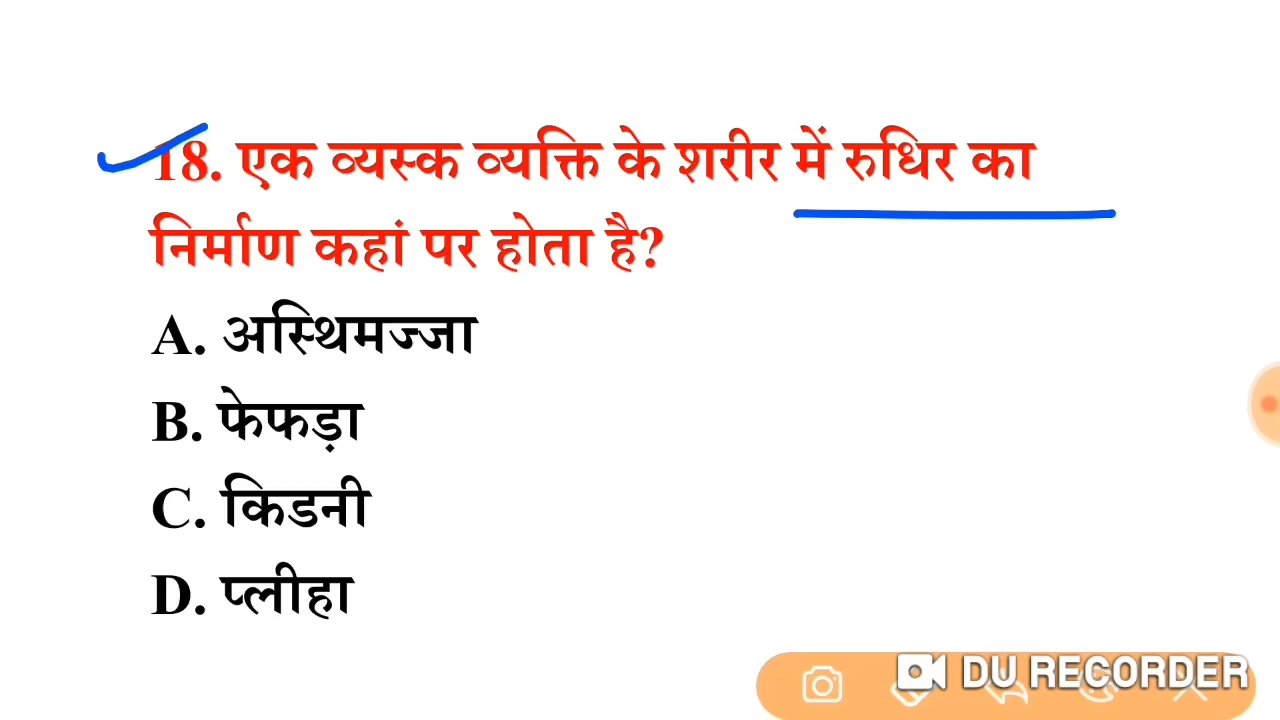 18. एक व्यस्क व्यक्ति के शरीर में रुधिर का
निर्माण कहां पर होता है?
A. अस्थिमज्जा
B. फेफड़ा
C. किडनी
D. प्लीहा
DU RECORDER